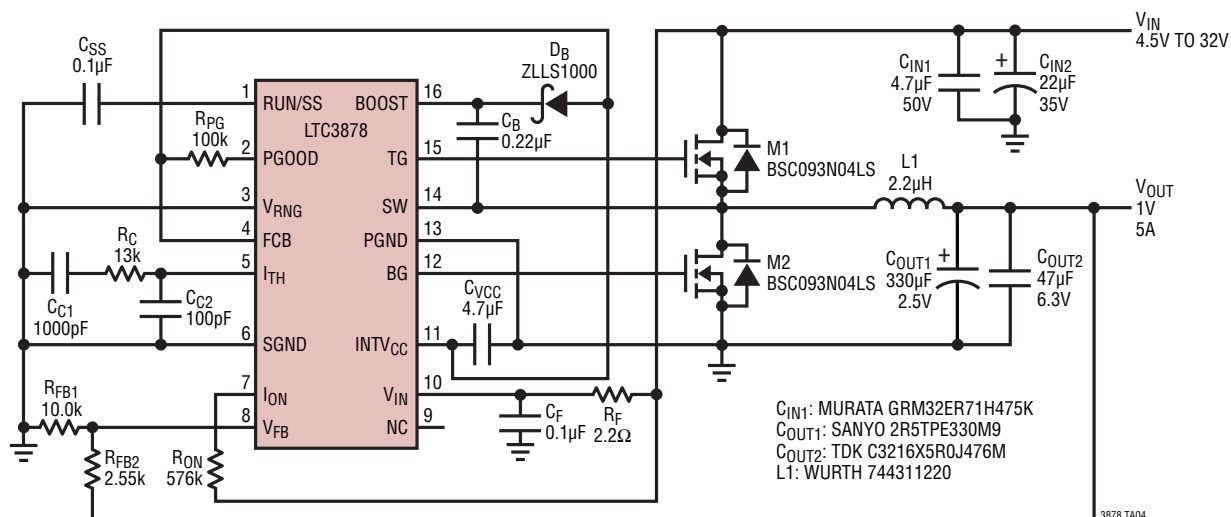 CSS
0.1µF
RPG
100k
RC
13k
CC1
1000pF
CC2
100pF
RFB1
10.0k
RFB2
2.55k
RON
576k
LTC3878
1 RUN/SS
2 PGOOD
3 VRNG
4 FCB
5 ITH
6 SGND
7 ION
8 VFB
BOOST 16
TG 15
SW 14
PGND 13
BG 12
INTVCC 11
VIN 10
NC 9
DB
ZLLS1000
CB
0.22µF
CVCC
4.7µF
CF
0.1µF
RF
2.2Ω
M1
BSC093N04LS
M2
BSC093N04LS
L1
2.2µH
VIN
4.5V TO 32V
CIN1
4.7µF
50V
+
CIN2
22µF
35V
VOUT
1V
5A
COUT1
330µF
2.5V
+
COUT2
47µF
6.3V
CIN1: MURATA GRM32ER71H475K
COUT1: SANYO 2R5TPE330M9
COUT2: TDK C3216X5R0J476M
L1: WURTH 744311220
3878 TA04